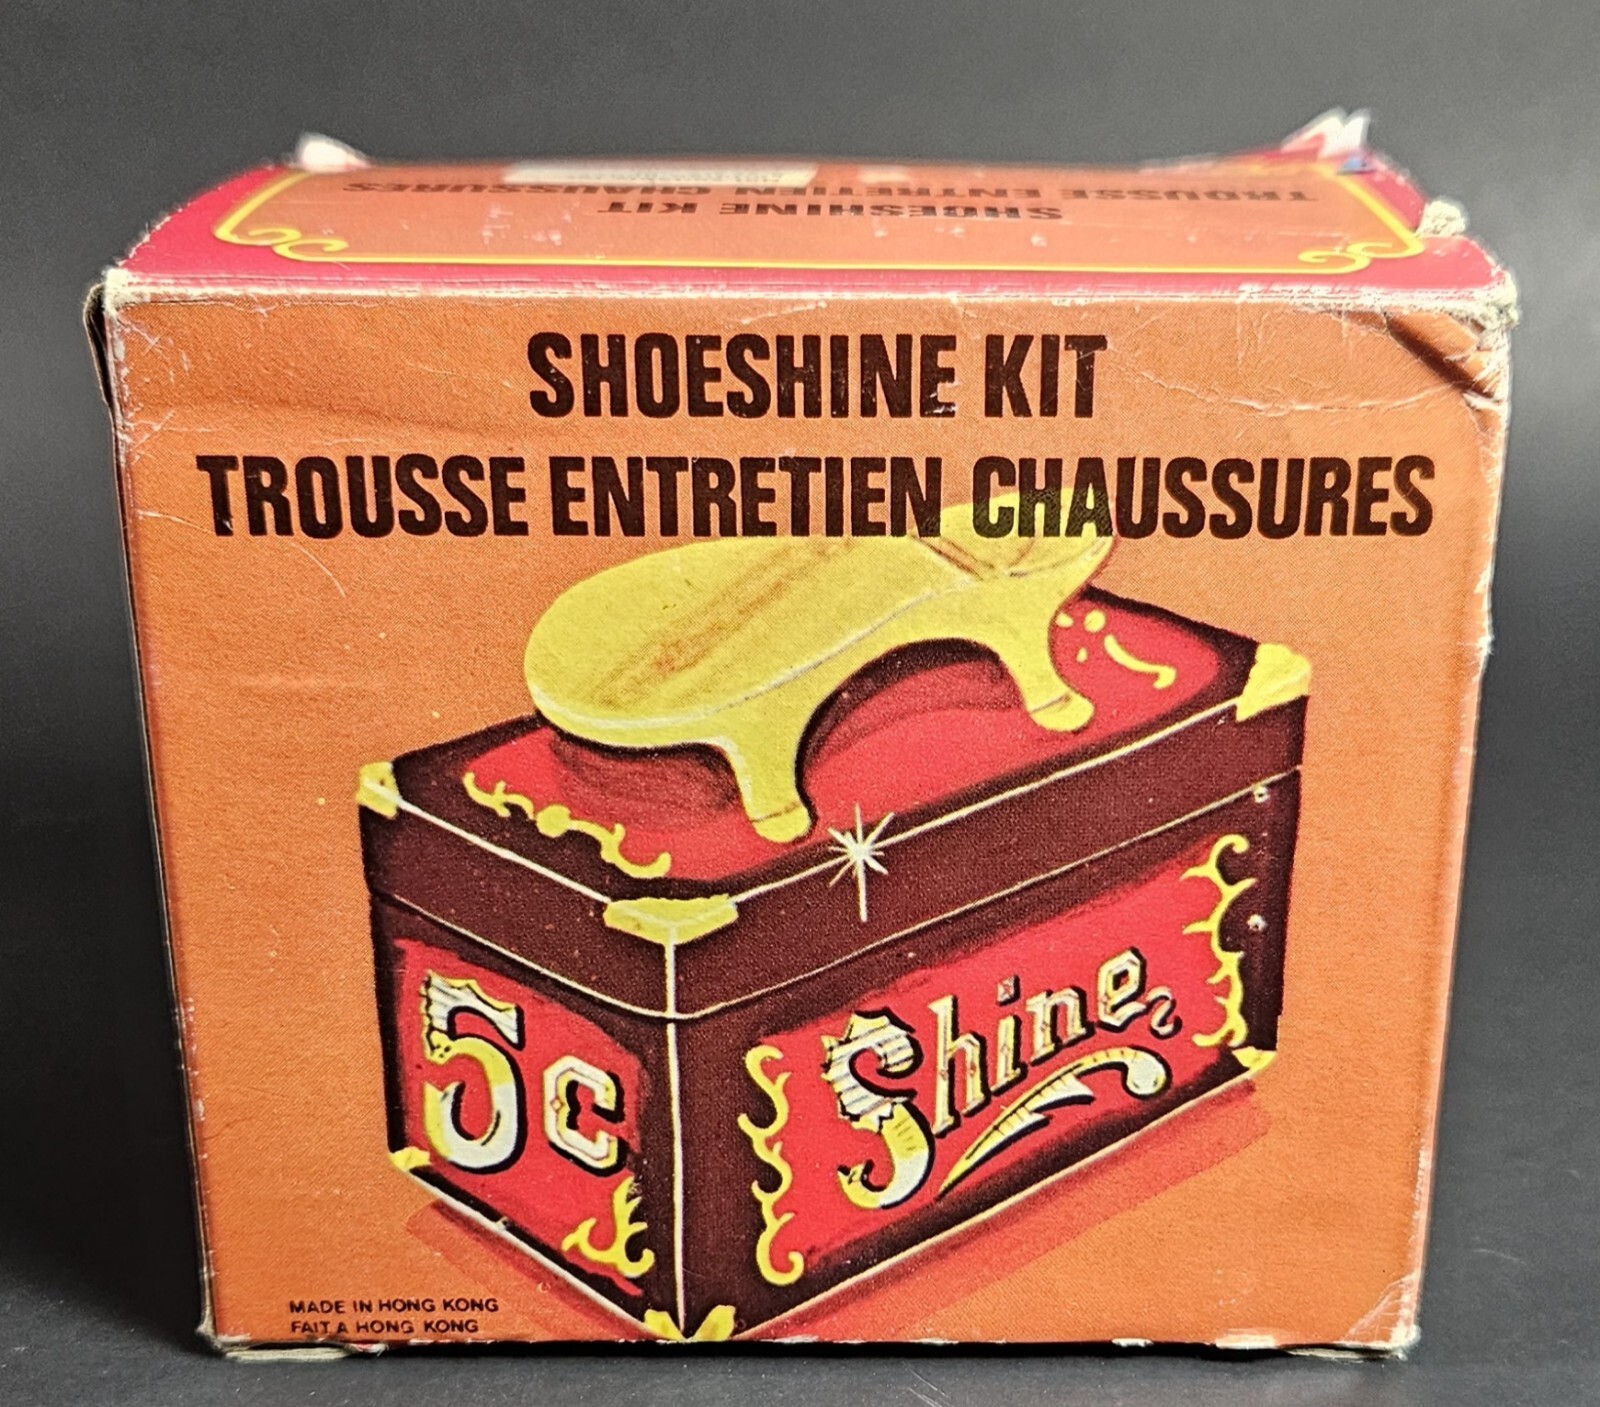 TROUSSE ENTRETIEN CHAUSSURES
SHOESHINE KIT
SHOESHINE KIT
TROUSSE ENTRETIEN CHAUSSURES
5c
Shine
MADE IN HONG KONG
FAIT A HONG KONG